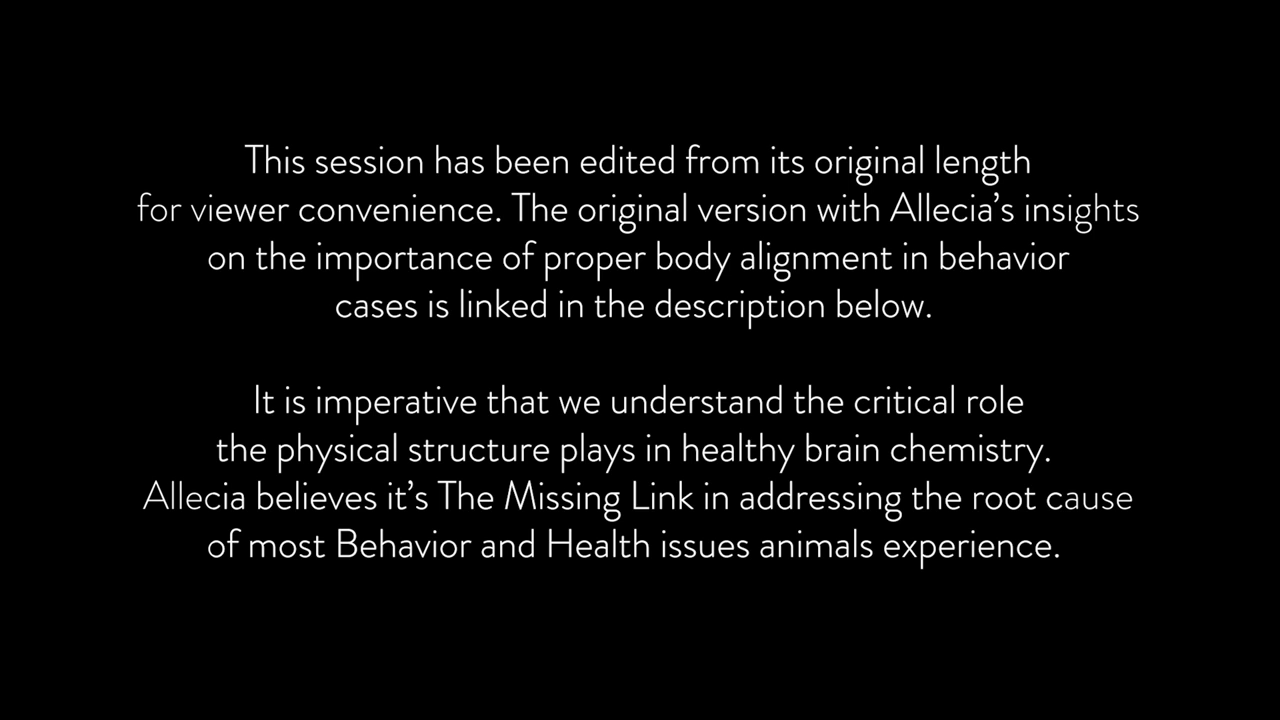 This session has been edited from its original length
for viewer convenience. The original version with Allecia’s insights
on the importance of proper body alignment in behavior
cases is linked in the description below.
It is imperative that we understand the critical role
the physical structure plays in healthy brain chemistry.
Allecia believes it’s The Missing Link in addressing the root cause
of most Behavior and Health issues animals experience.